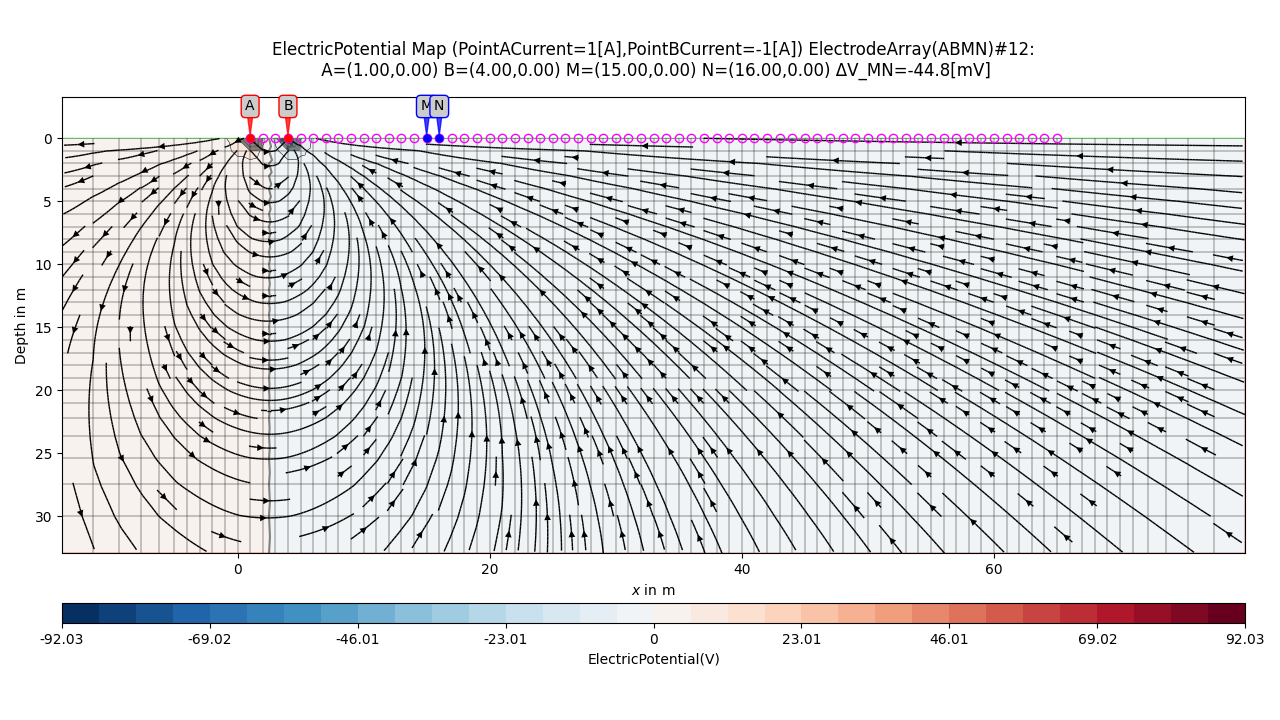 ElectricPotential Map (PointACurrent=1[A],PointBCurrent=-1[A]) ElectrodeArray(ABMN)#12:
A=(1.00,0.00) B=(4.00,0.00) M=(15.00,0.00) N=(16.00,0.00) ΔV_MN=-44.8[mV]
A B M N
0
5
10
15
20
25
30
Depth in m
0 20 40 60
x in m
-92.03 -69.02 -46.01 -23.01 0 23.01 46.01 69.02 92.03
ElectricPotential(V)